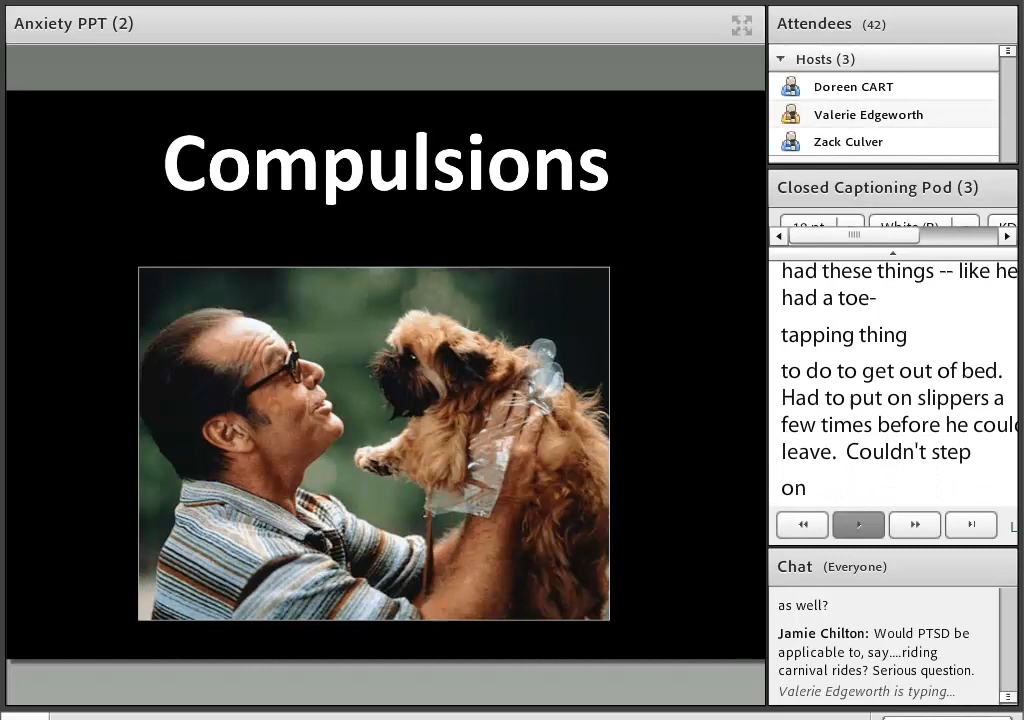 Anxiety PPT (2)
Compulsions
Attendees (42)
Hosts (3)
Doreen CART
Valerie Edgeworth
Zack Culver
Closed Captioning Pod (3)
had these things -- like he
had a toe-
tapping thing
to do to get out of bed.
Had to put on slippers a
few times before he could
leave. Couldn't step
on
Chat (Everyone)
as well?
Jamie Chilton: Would PTSD be
applicable to, say....riding
carnival rides? Serious question.
Valerie Edgeworth is typing...